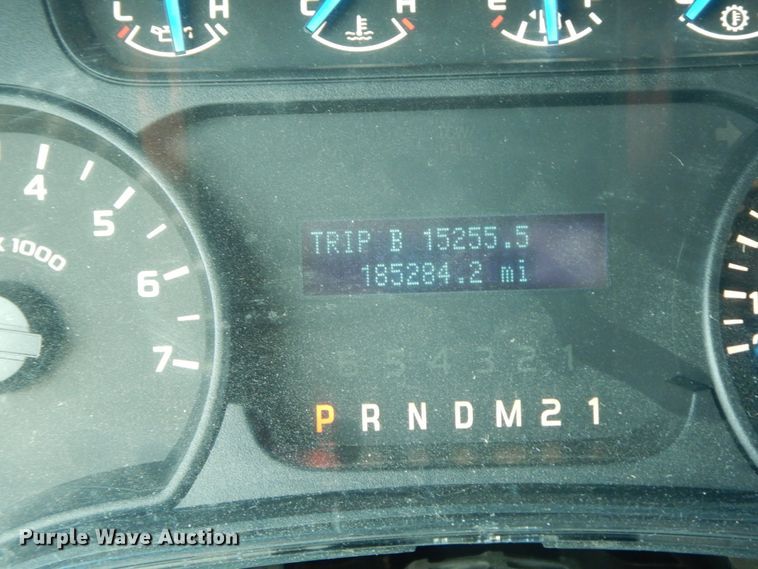 L H C H E F
4
5
x1000
6
7
TRIP B 15255.5
185284.2 mi
6 5 4 3 2 1
P R N D M 2 1
Purple Wave Auction